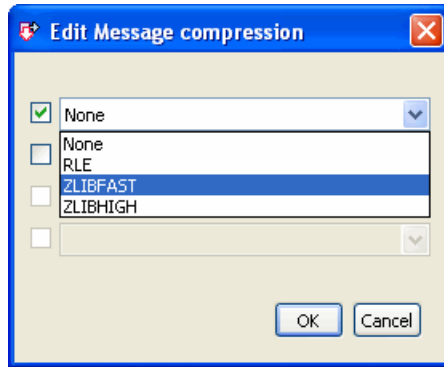 Edit Message compression
None
None
RLE
ZLIBFAST
ZLIBHIGH
OK
Cancel